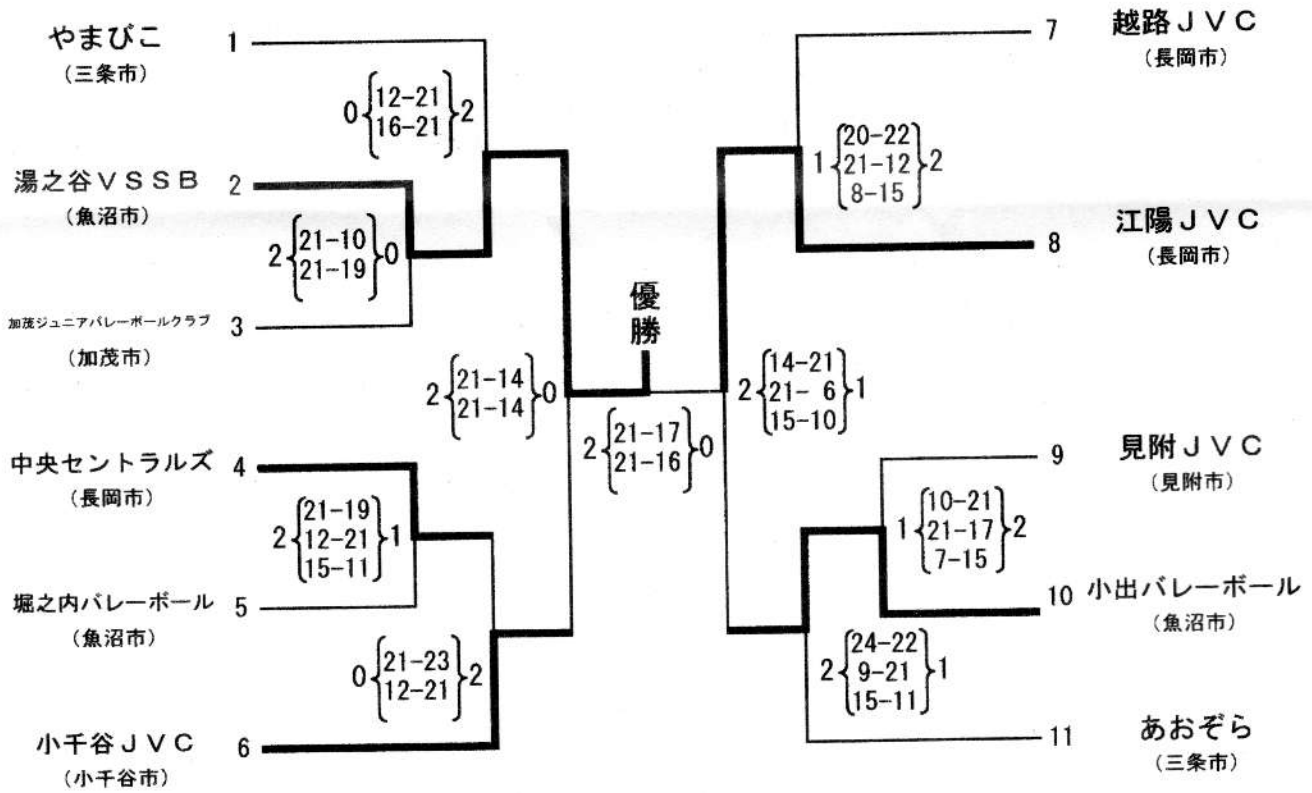 やまびこ 1
(三条市)
0 12-21 2
16-21
湯之谷VSSB 2
(魚沼市)
2 21-10 0
21-19
加茂ジュニアバレーボールクラブ 3
(加茂市)
2 21-14 0
21-14
中央セントラルズ 4
(長岡市)
2 21-19 1
12-21
15-11
堀之内バレーボール 5
(魚沼市)
0 21-23 2
12-21
小千谷JVC 6
(小千谷市)
優勝
2 21-17 0
21-16
7 越路JVC
(長岡市)
1 20-22 2
21-12
8-15
8 江陽JVC
(長岡市)
2 14-21 1
21- 6
15-10
9 見附JVC
(見附市)
1 10-21 2
21-17
7-15
10 小出バレーボール
(魚沼市)
2 24-22 1
9-21
15-11
11 あおぞら
(三条市)